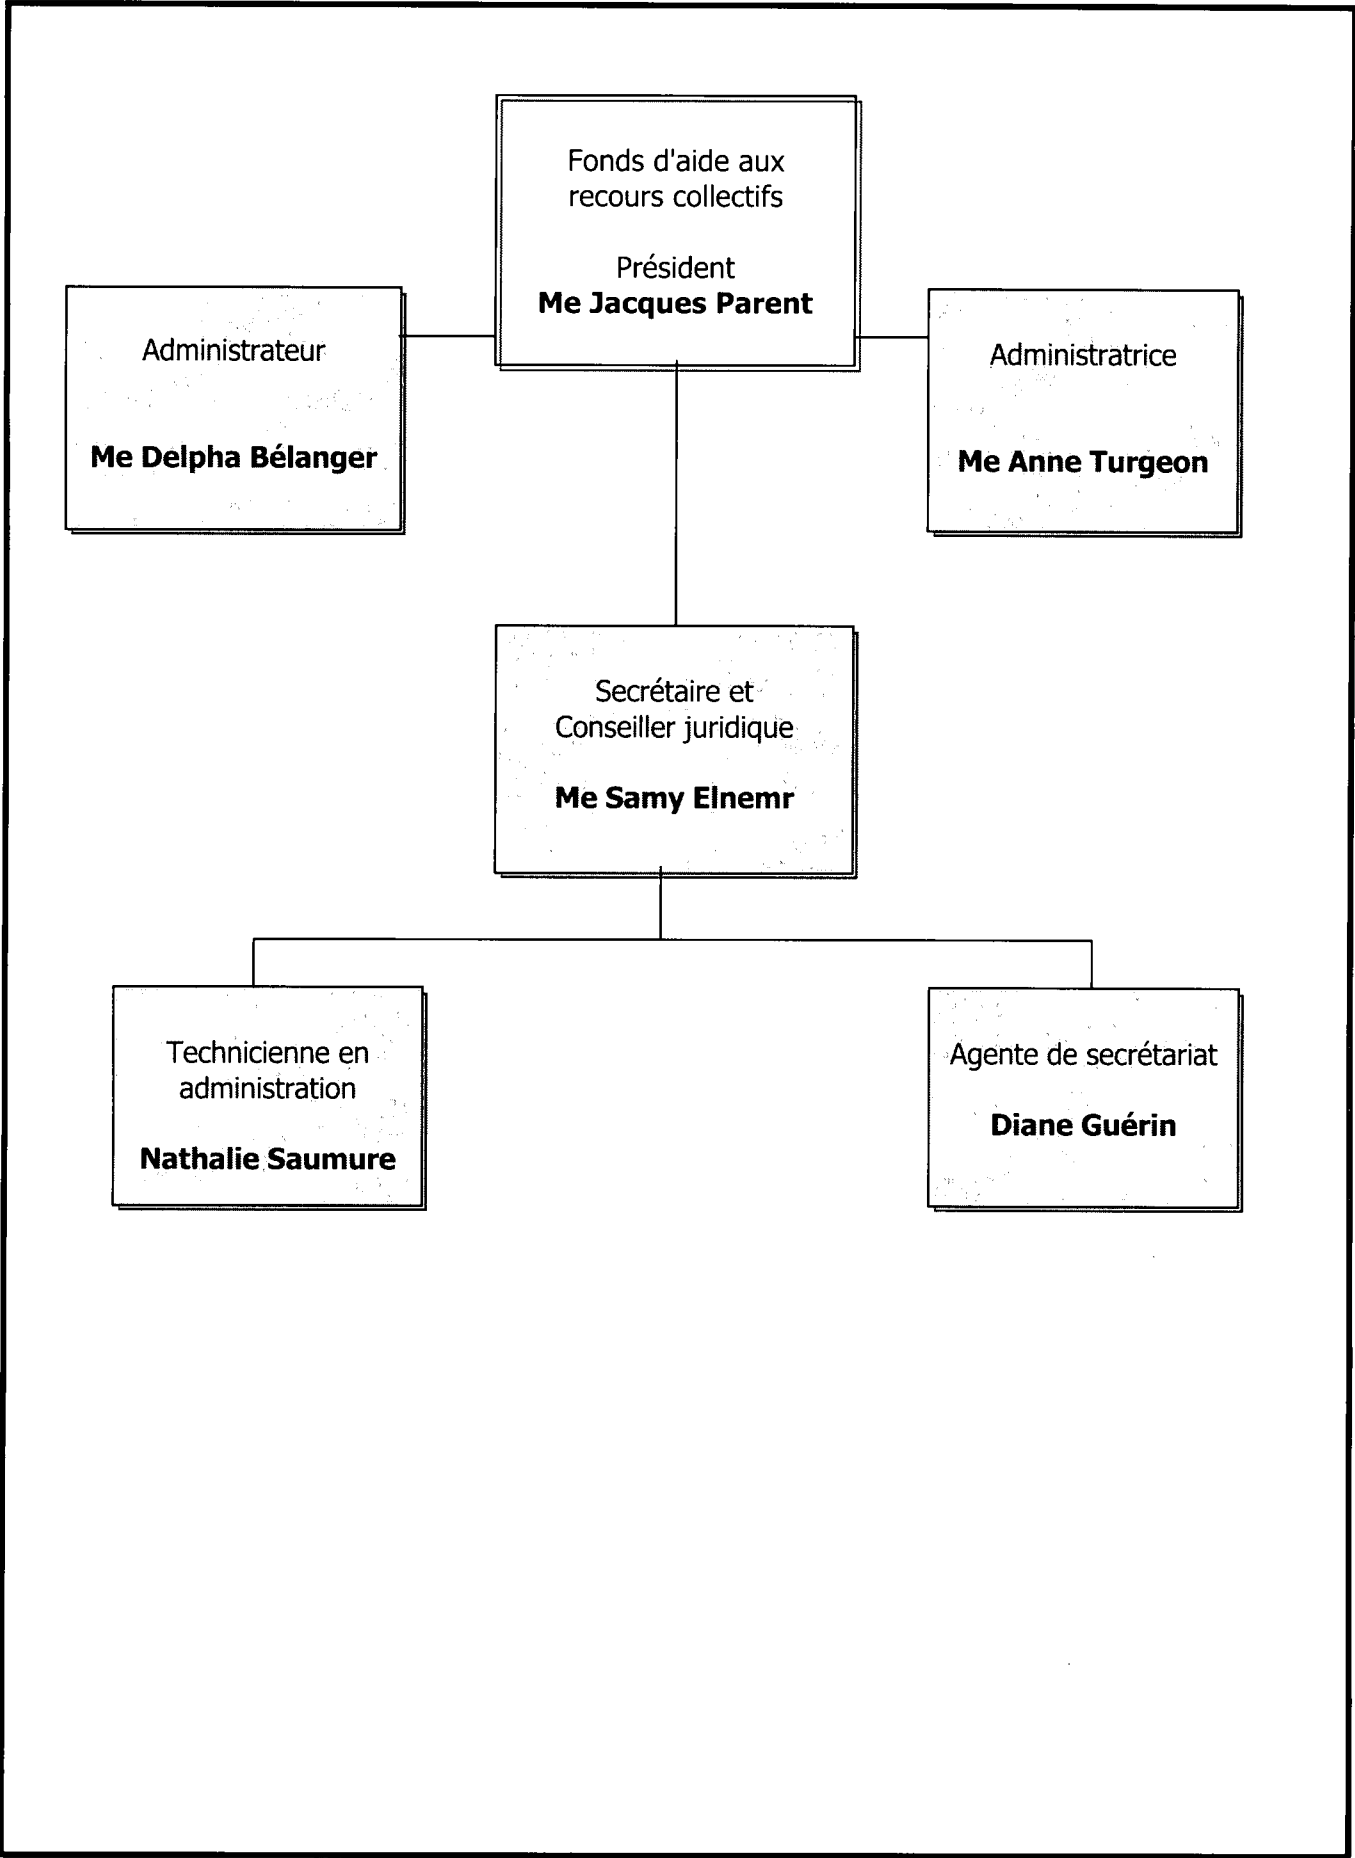 Fonds d'aide aux
recours collectifs
Président
Me Jacques Parent
Administrateur
Me Delpha Bélanger
Administratrice
Me Anne Turgeon
Secrétaire et
Conseiller juridique
Me Samy Elnemr
Technicienne en
administration
Nathalie Saumure
Agente de secrétariat
Diane Guérin